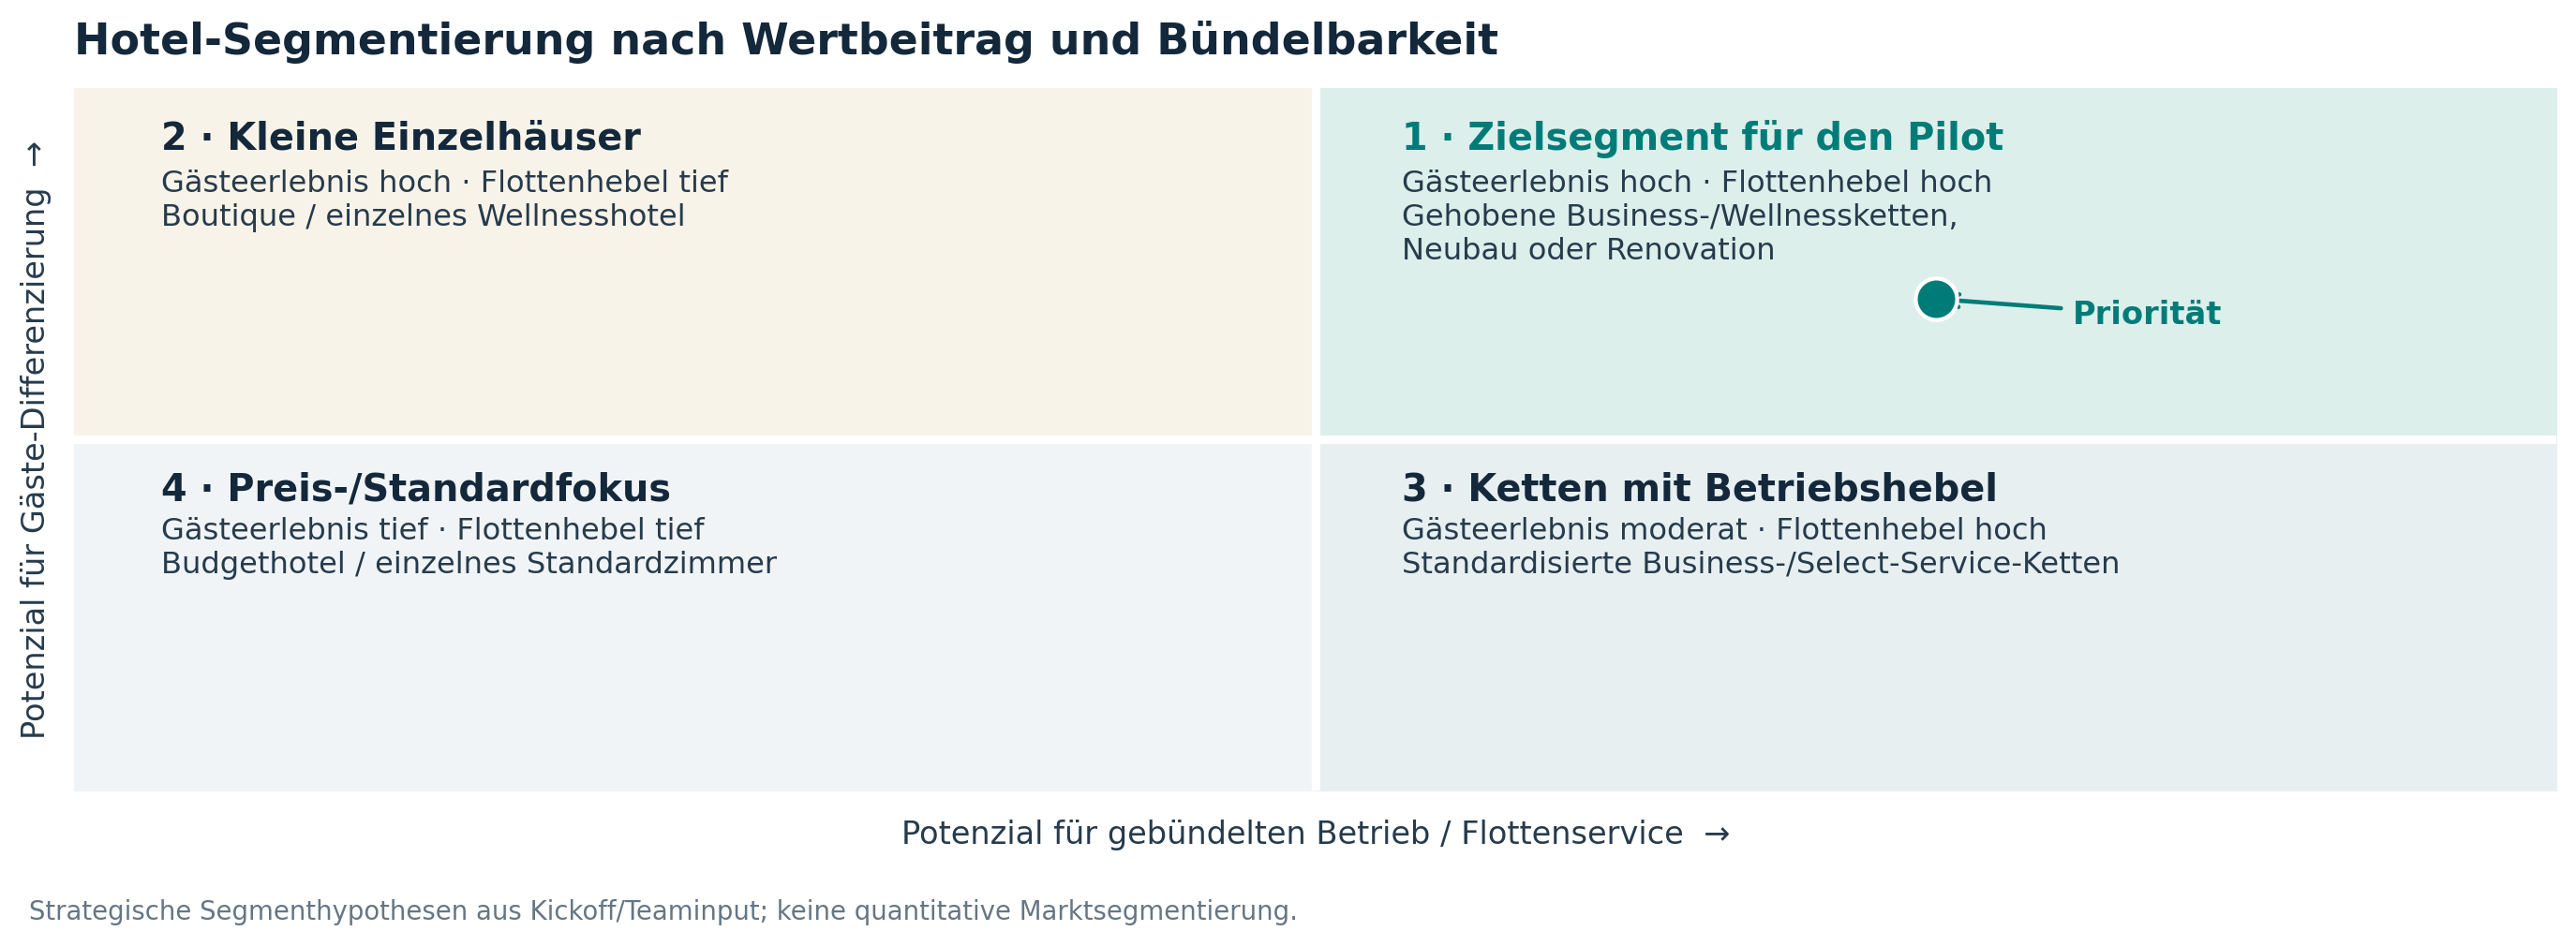 Hotel-Segmentierung nach Wertbeitrag und Bündelbarkeit
Potenzial für Gäste-Differenzierung →
2 · Kleine Einzelhäuser
Gästeerlebnis hoch · Flottenhebel tief
Boutique / einzelnes Wellnesshotel
1 · Zielsegment für den Pilot
Gästeerlebnis hoch · Flottenhebel hoch
Gehobene Business-/Wellnessketten,
Neubau oder Renovation
Priorität
4 · Preis-/Standardfokus
Gästeerlebnis tief · Flottenhebel tief
Budgethotel / einzelnes Standardzimmer
3 · Ketten mit Betriebshebel
Gästeerlebnis moderat · Flottenhebel hoch
Standardisierte Business-/Select-Service-Ketten
Potenzial für gebündelten Betrieb / Flottenservice →
Strategische Segmenthypothesen aus Kickoff/Teaminput; keine quantitative Marktsegmentierung.